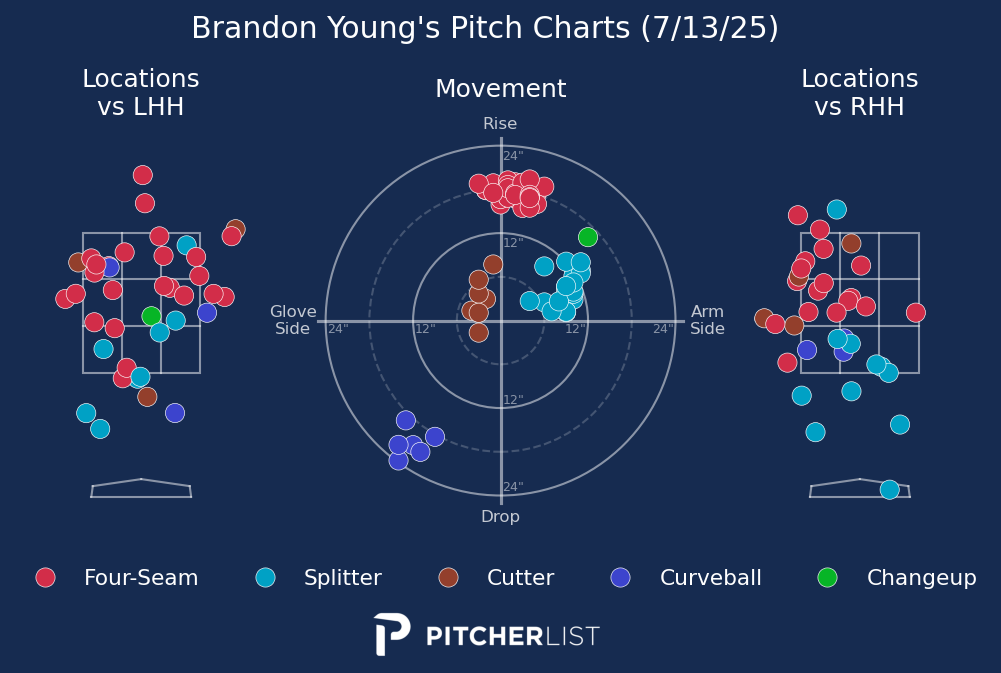 Brandon Young's Pitch Charts (7/13/25)
Locations
vs LHH
Movement
Locations
vs RHH
Rise
24"
12"
Glove
Side
24"
12"
12"
24"
Arm
Side
12"
24"
Drop
Four-Seam
Splitter
Cutter
Curveball
Changeup
PITCHERLIST